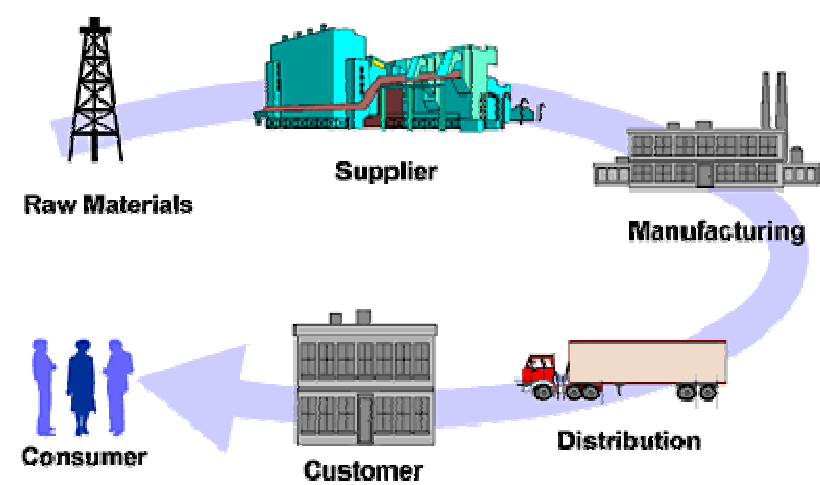 Raw Materials
Supplier
Manufacturing
Distribution
Customer
Consumer